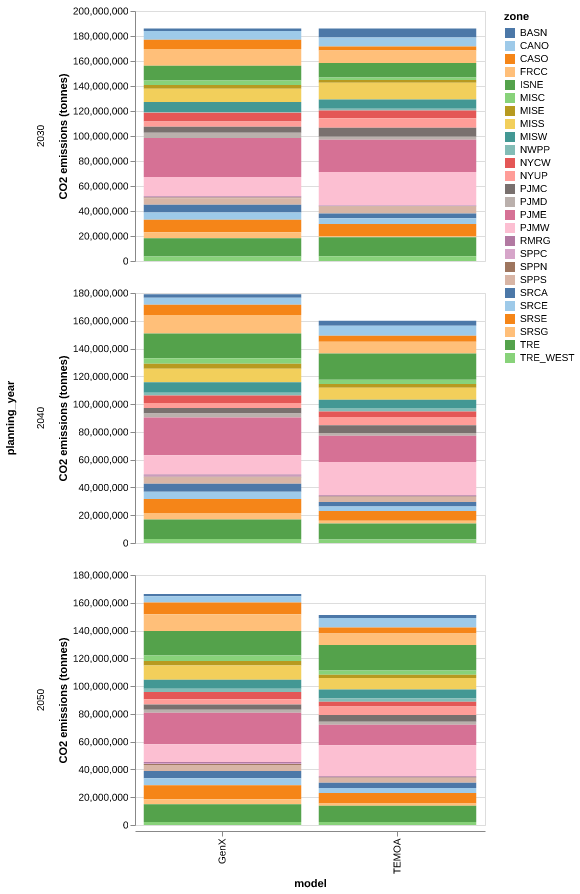 planning_year
2030
CO2 emissions (tonnes)
200,000,000
180,000,000
160,000,000
140,000,000
120,000,000
100,000,000
80,000,000
60,000,000
40,000,000
20,000,000
0
2040
CO2 emissions (tonnes)
180,000,000
160,000,000
140,000,000
120,000,000
100,000,000
80,000,000
60,000,000
40,000,000
20,000,000
0
2050
CO2 emissions (tonnes)
180,000,000
160,000,000
140,000,000
120,000,000
100,000,000
80,000,000
60,000,000
40,000,000
20,000,000
0
GenX
TEMOA
model
zone
BASN
CANO
CASO
FRCC
ISNE
MISC
MISE
MISS
MISW
NWPP
NYCW
NYUP
PJMC
PJMD
PJME
PJMW
RMRG
SPPC
SPPN
SPPS
SRCA
SRCE
SRSE
SRSG
TRE
TRE_WEST